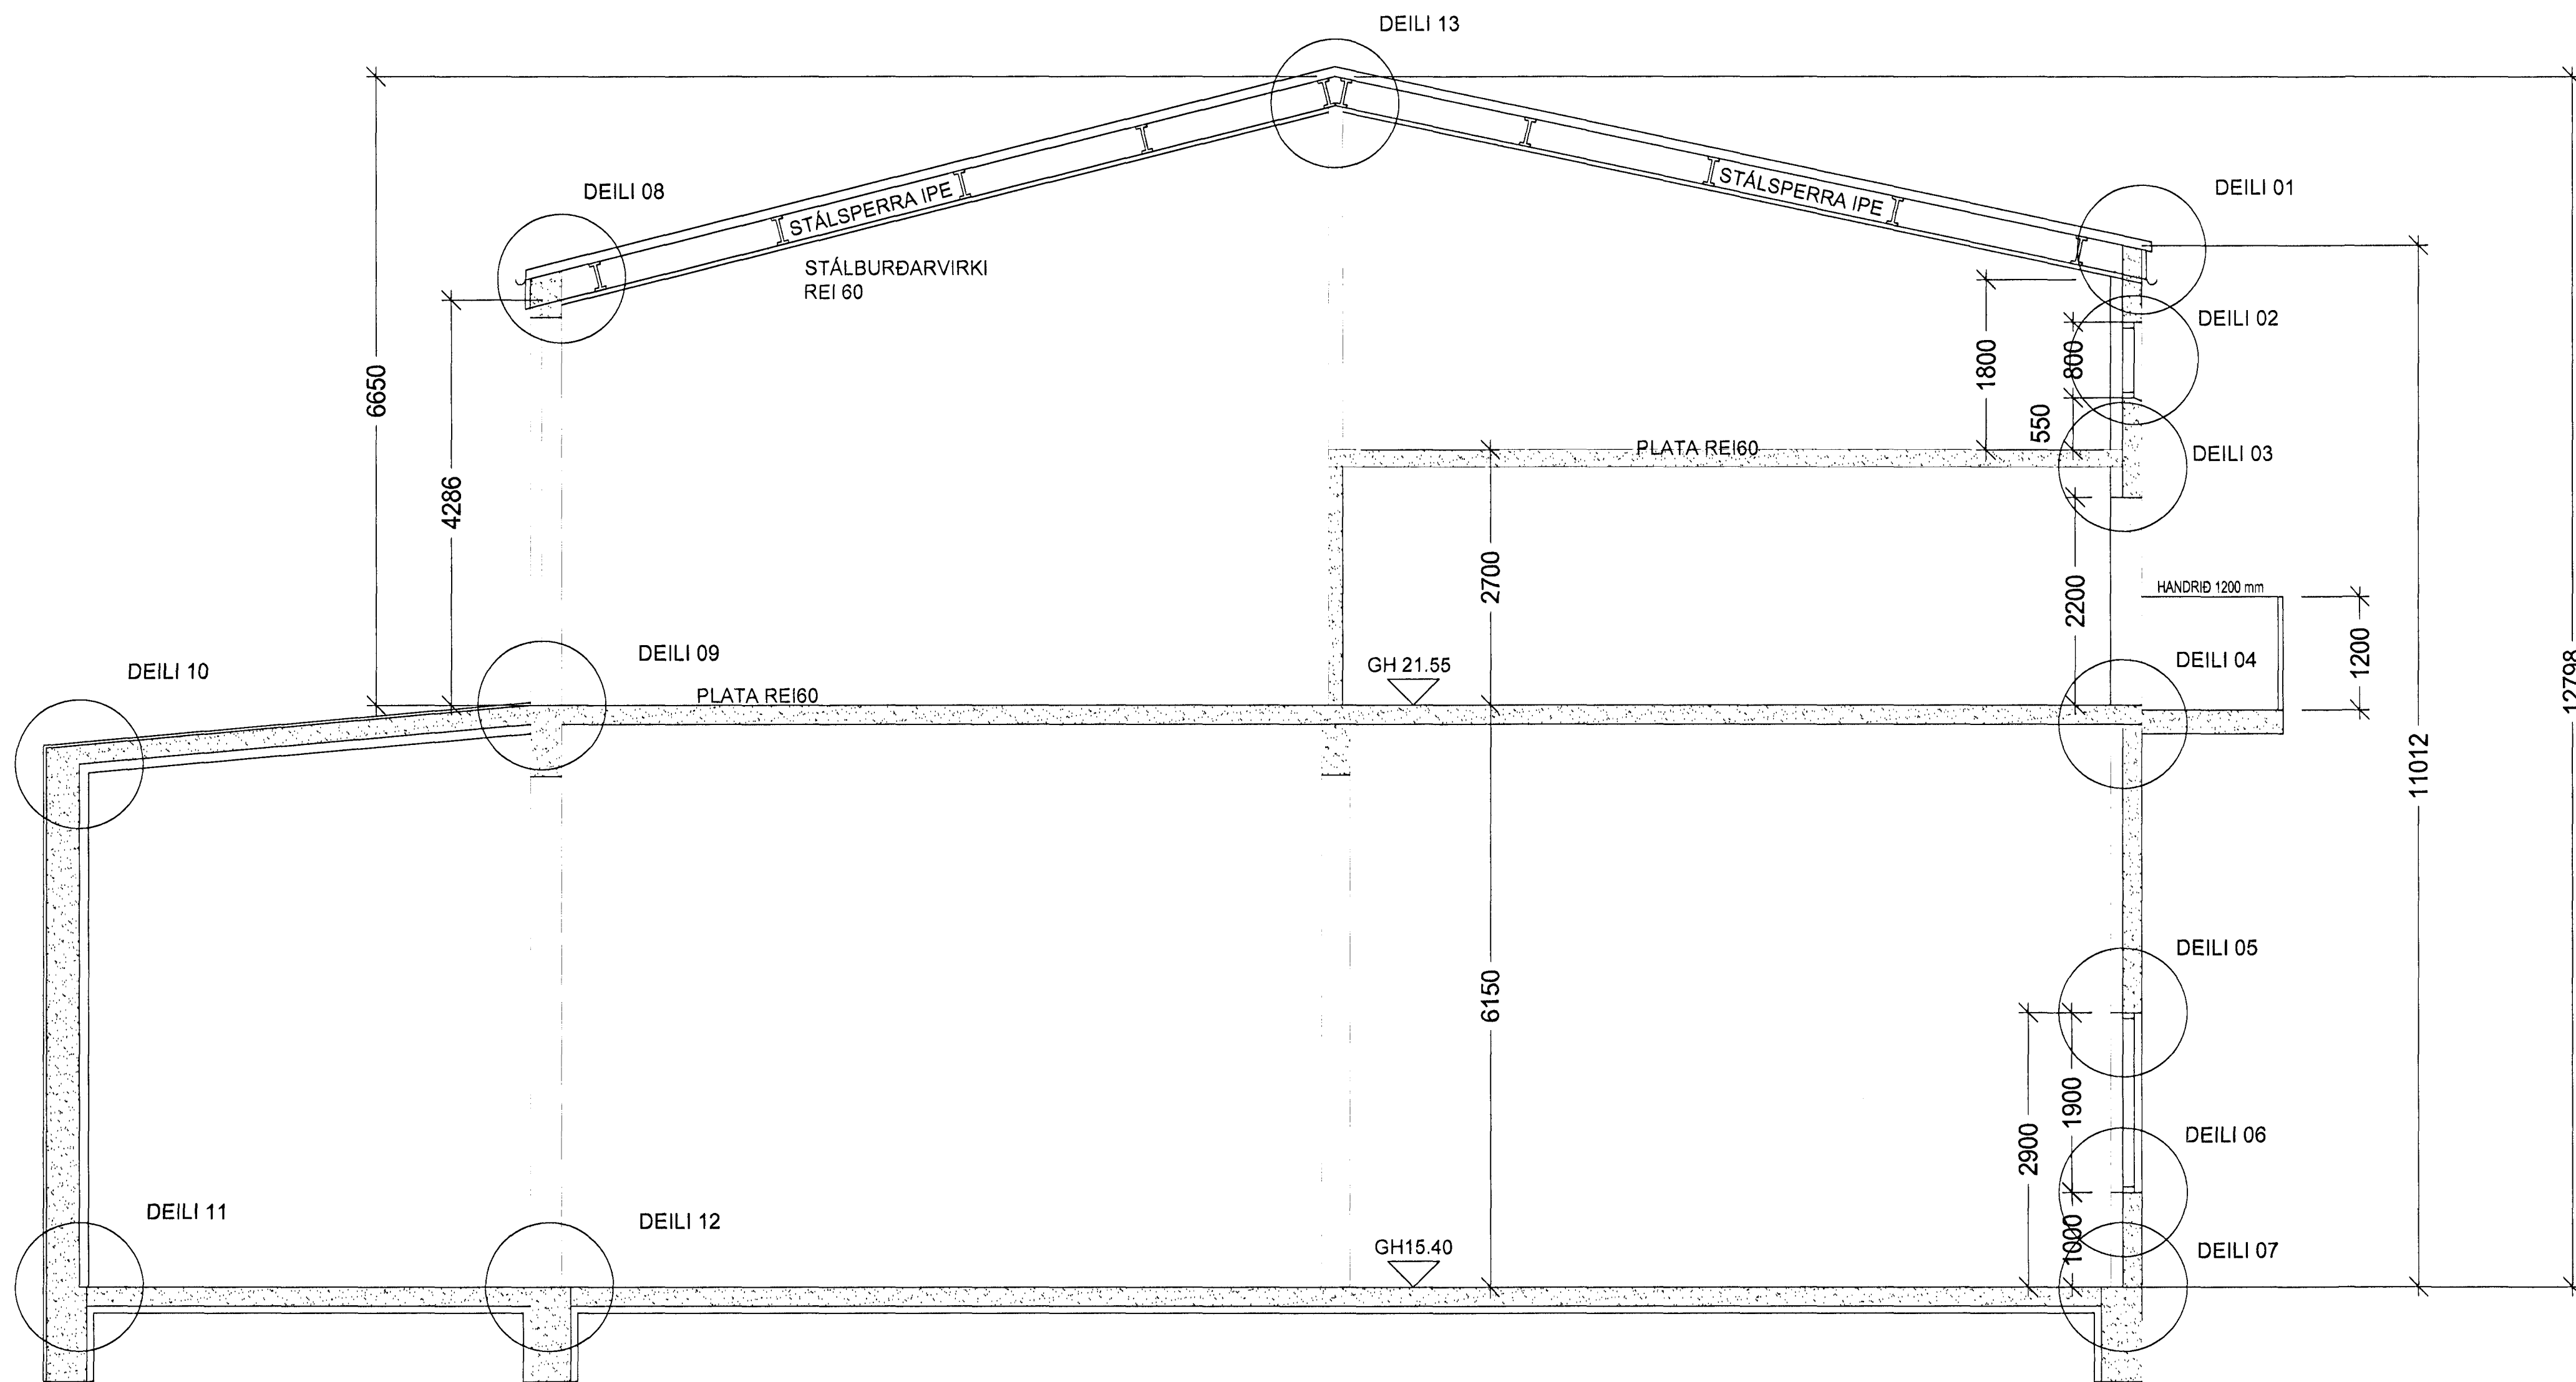 DEILI 13
DEILI 08
DEILI 01
STÁLSPERRA IPE
STÁLSPERRA IPE
STÁLBURÐARVIRKI
REI 60
DEILI 02
6650
4286
1800
800
550
PLATA REI60
DEILI 03
2700
2200
HANDRIÐ 1200 mm
1200
12798
11012
DEILI 10
DEILI 09
PLATA REI60
GH 21.55
DEILI 04
6150
DEILI 05
2900
1900
1000
DEILI 06
DEILI 11
DEILI 12
GH15.40
DEILI 07